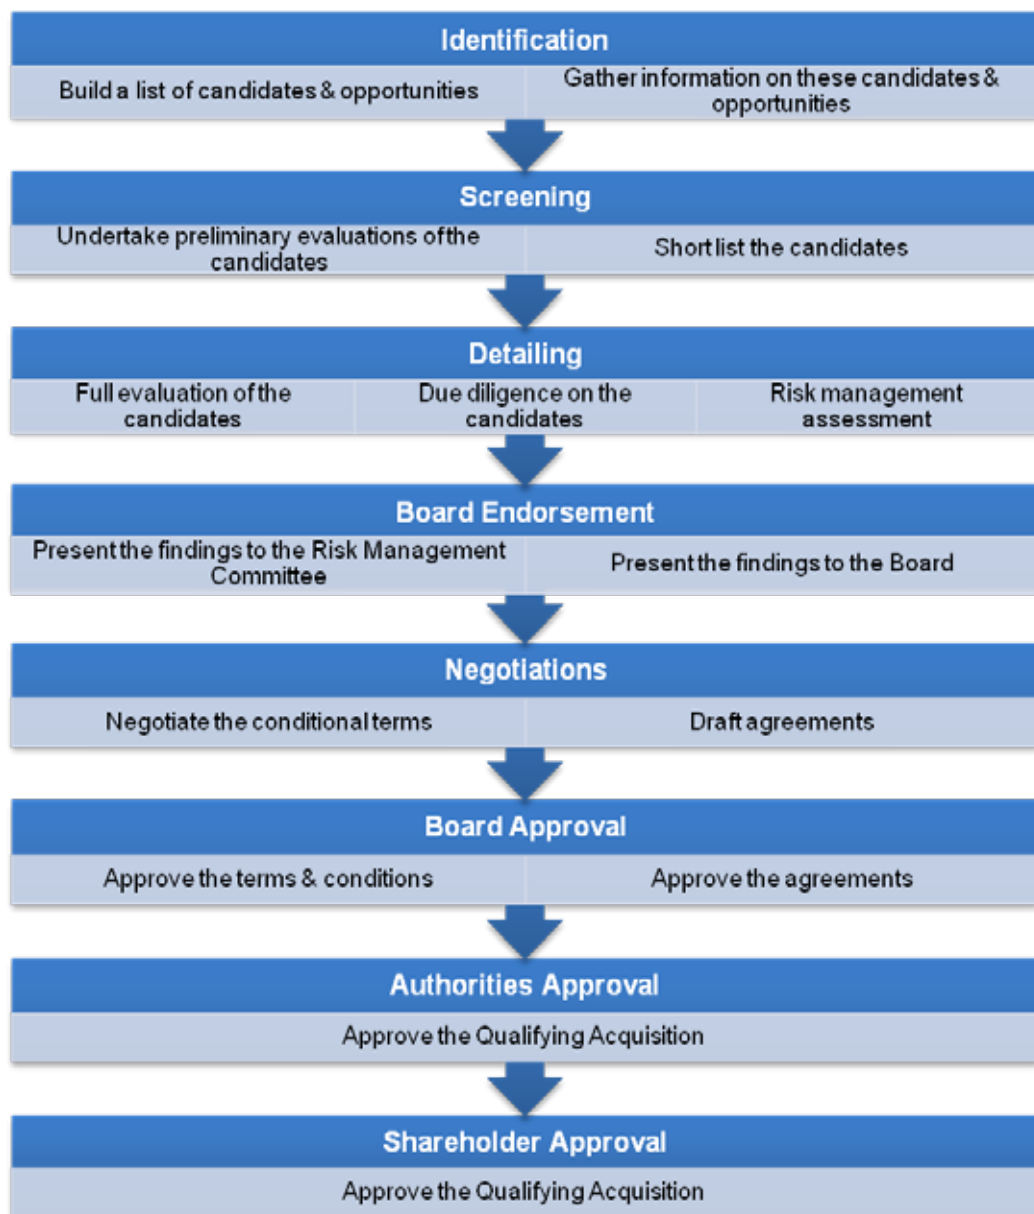 Identification
Build a list of candidates & opportunities
Gather information on these candidates &
opportunities
Screening
Undertake preliminary evaluations of the
candidates
Short list the candidates
Detailing
Full evaluation of the
candidates
Due diligence on the
candidates
Risk management
assessment
Board Endorsement
Present the findings to the Risk Management
Committee
Present the findings to the Board
Negotiations
Negotiate the conditional terms
Draft agreements
Board Approval
Approve the terms & conditions
Approve the agreements
Authorities Approval
Approve the Qualifying Acquisition
Shareholder Approval
Approve the Qualifying Acquisition